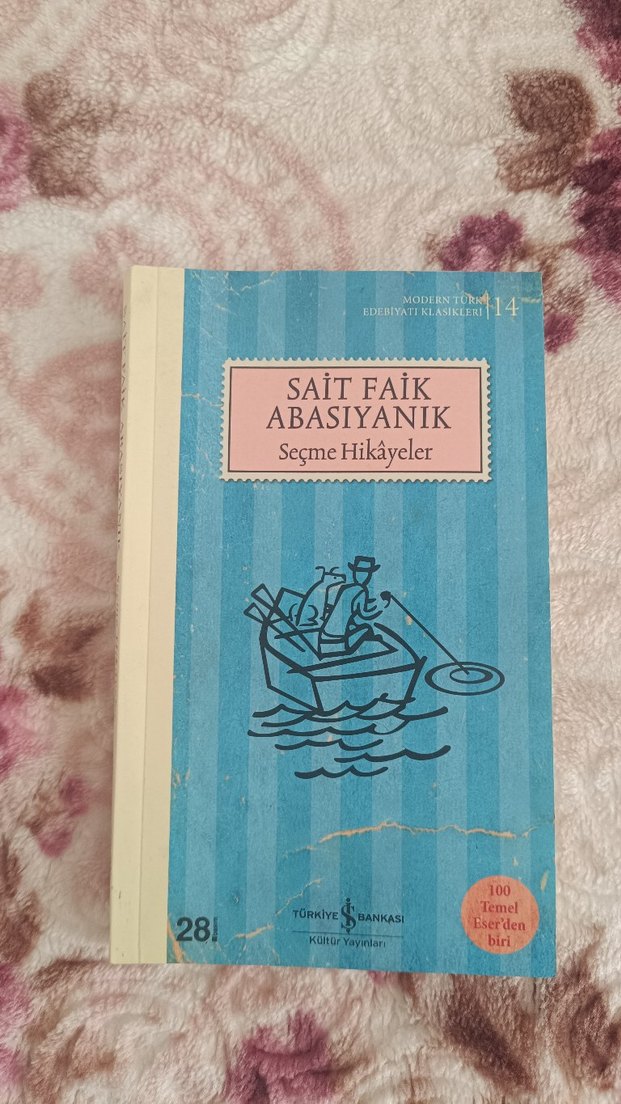 MODERN TÜRK
EDEBİYATI KLASİKLERİ 14
SAİT FAİK
ABASIYANIK
Seçme Hikâyeler
100
Temel
Eser'den
biri
TÜRKİYE İŞ BANKASI
Kültür Yayınları
28.